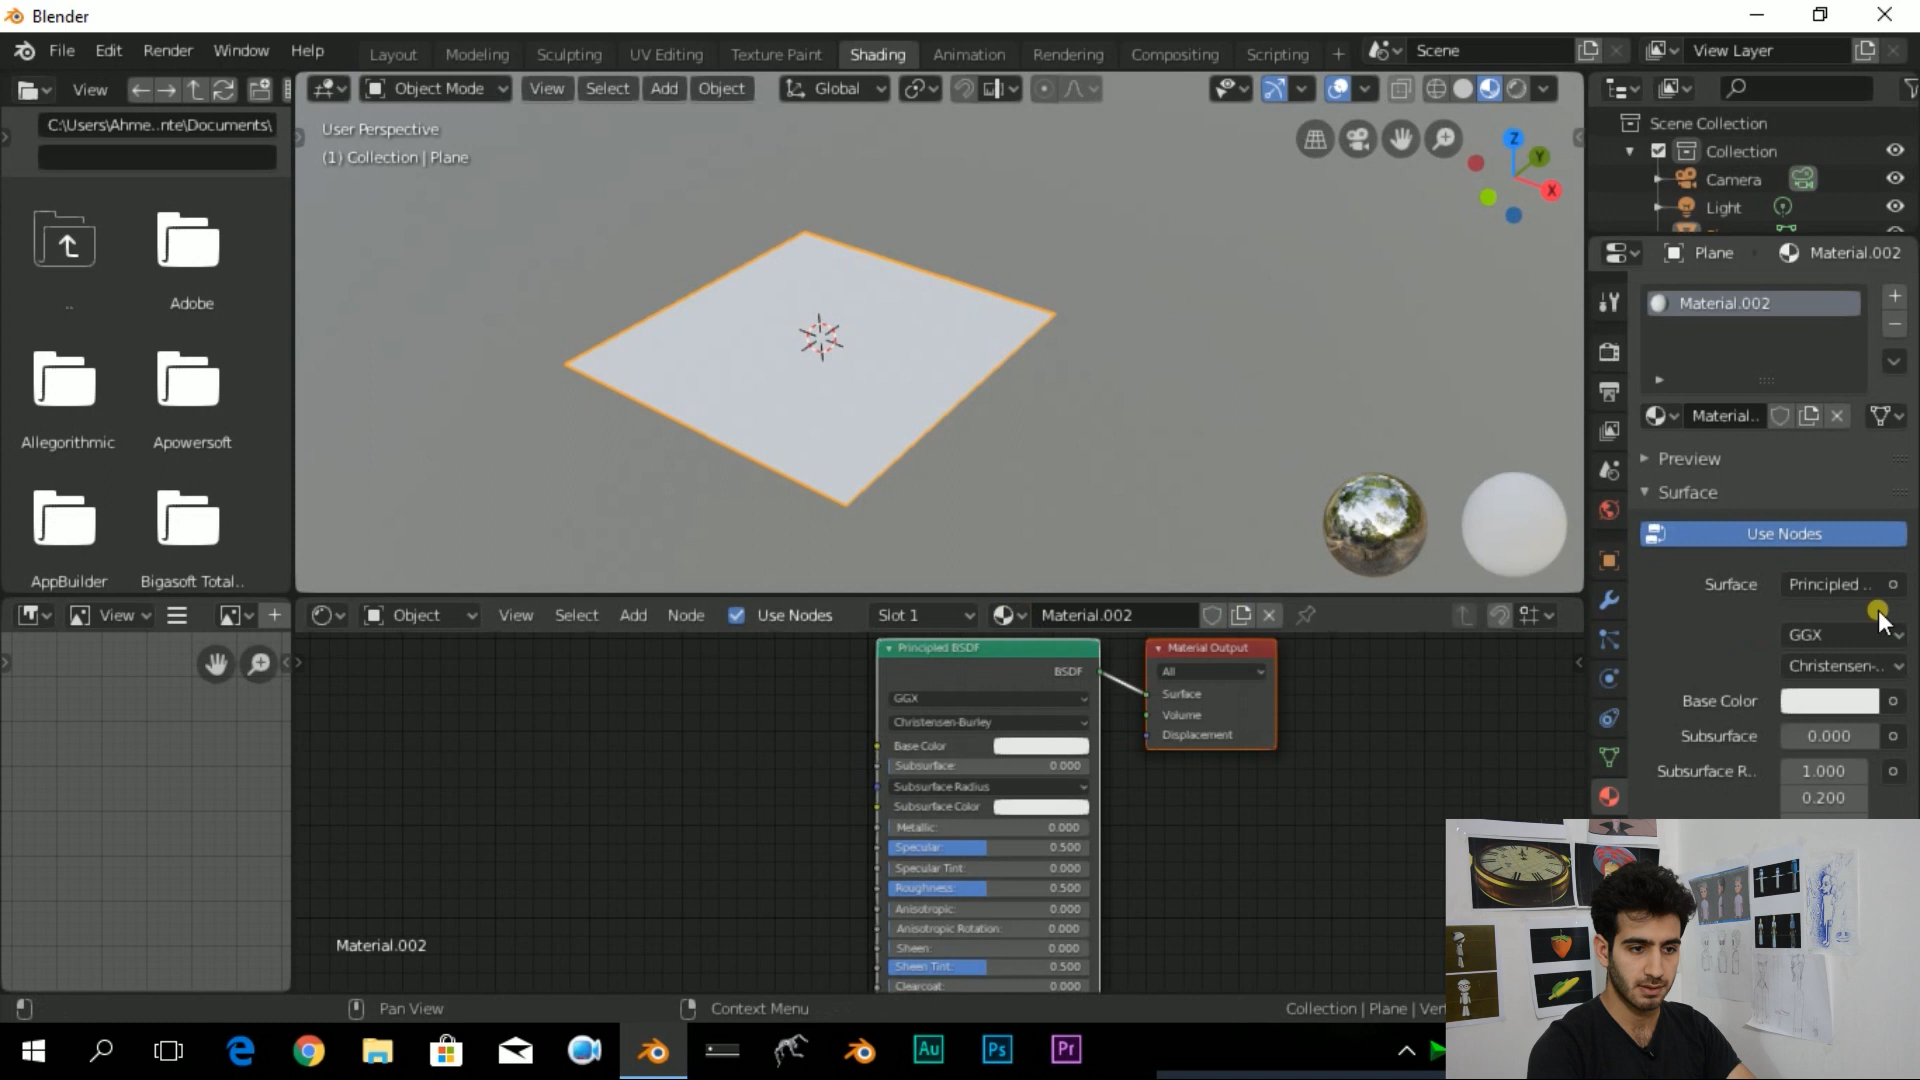 Blender
File Edit Render Window Help
Layout Modeling Sculpting UV Editing Texture Paint Shading Animation Rendering Compositing Scripting +
Scene
View Layer
View
Object Mode View Select Add Object Global
C:\Users\Ahme..nte\Documents\
User Perspective
(1) Collection | Plane
Z
Y
X
..
Adobe
Allegorithmic
Apowersoft
AppBuilder
Bigasoft Total..
Scene Collection
Collection
Camera
Light
Plane
Material.002
Material.002
Material..
Preview
Surface
Use Nodes
Surface Principled ..
GGX
Christensen-..
Base Color
Subsurface 0.000
Subsurface R.. 1.000
0.200
View
Object View Select Add Node Use Nodes Slot 1 Material.002
Principled BSDF
BSDF
GGX
Christensen-Burley
Base Color
Subsurface: 0.000
Subsurface Radius
Subsurface Color
Metallic: 0.000
Specular: 0.500
Specular Tint: 0.000
Roughness: 0.500
Anisotropic: 0.000
Anisotropic Rotation: 0.000
Sheen: 0.000
Sheen Tint: 0.500
Clearcoat: 0.000
Material Output
All
Surface
Volume
Displacement
Material.002
Pan View
Context Menu
Collection | Plane | Ver
Au
Ps
Pr